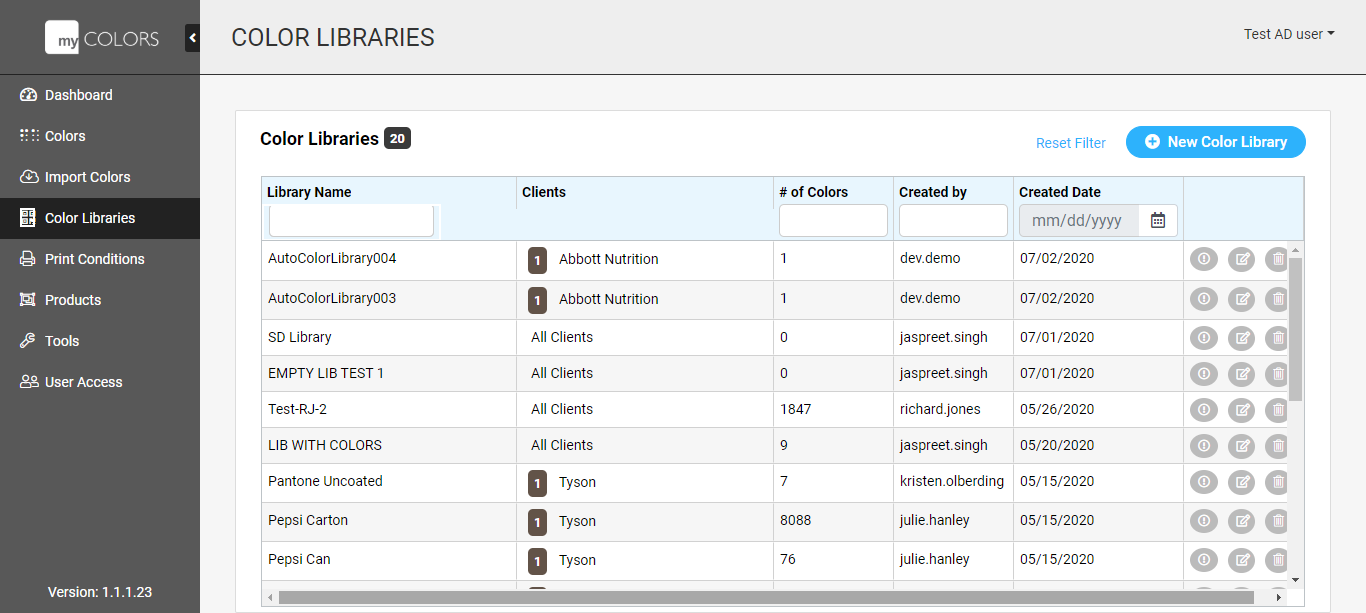 my COLORS
COLOR LIBRARIES
Test AD user
Dashboard
Colors
Import Colors
Color Libraries
Print Conditions
Products
Tools
User Access
Version: 1.1.1.23
Color Libraries 20
Reset Filter
New Color Library
Library Name Clients # of Colors Created by Created Date
mm/dd/yyyy
AutoColorLibrary004 1 Abbott Nutrition 1 dev.demo 07/02/2020
AutoColorLibrary003 1 Abbott Nutrition 1 dev.demo 07/02/2020
SD Library All Clients 0 jaspreet.singh 07/01/2020
EMPTY LIB TEST 1 All Clients 0 jaspreet.singh 07/01/2020
Test-RJ-2 All Clients 1847 richard.jones 05/26/2020
LIB WITH COLORS All Clients 9 jaspreet.singh 05/20/2020
Pantone Uncoated 1 Tyson 7 kristen.olberding 05/15/2020
Pepsi Carton 1 Tyson 8088 julie.hanley 05/15/2020
Pepsi Can 1 Tyson 76 julie.hanley 05/15/2020